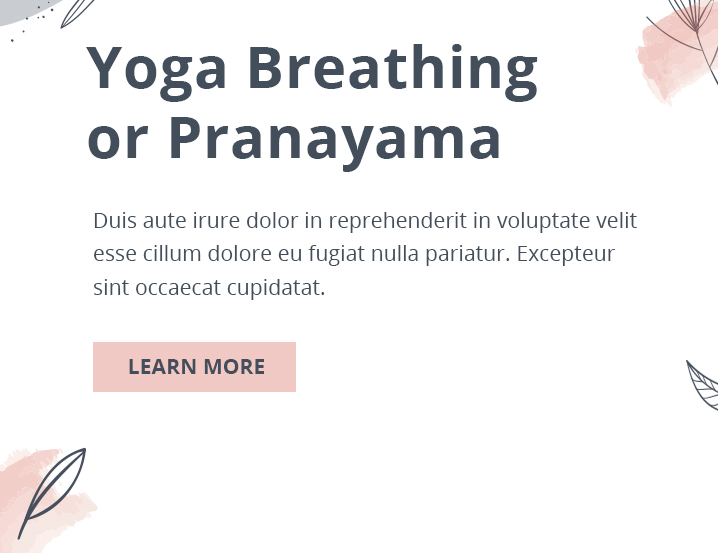 Yoga Breathing
or Pranayama
Duis aute irure dolor in reprehenderit in voluptate velit
esse cillum dolore eu fugiat nulla pariatur. Excepteur
sint occaecat cupidatat.
LEARN MORE